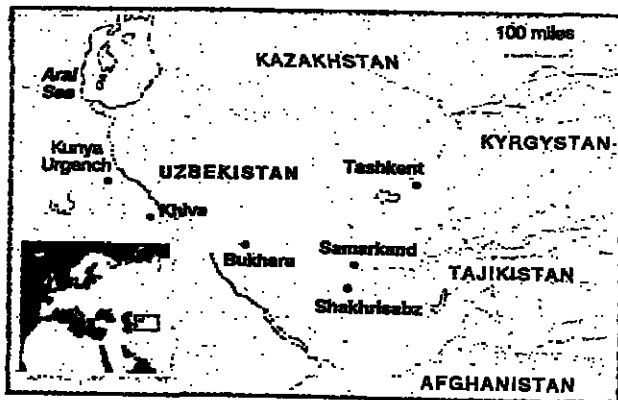 100 miles
KAZAKHSTAN
Aral
Sea
KYRGYSTAN
Kunya
Urgench
UZBEKISTAN
Tashkent
Khiva
Bukhara
Samarkand
TAJIKISTAN
Shakhrisabz
AFGHANISTAN